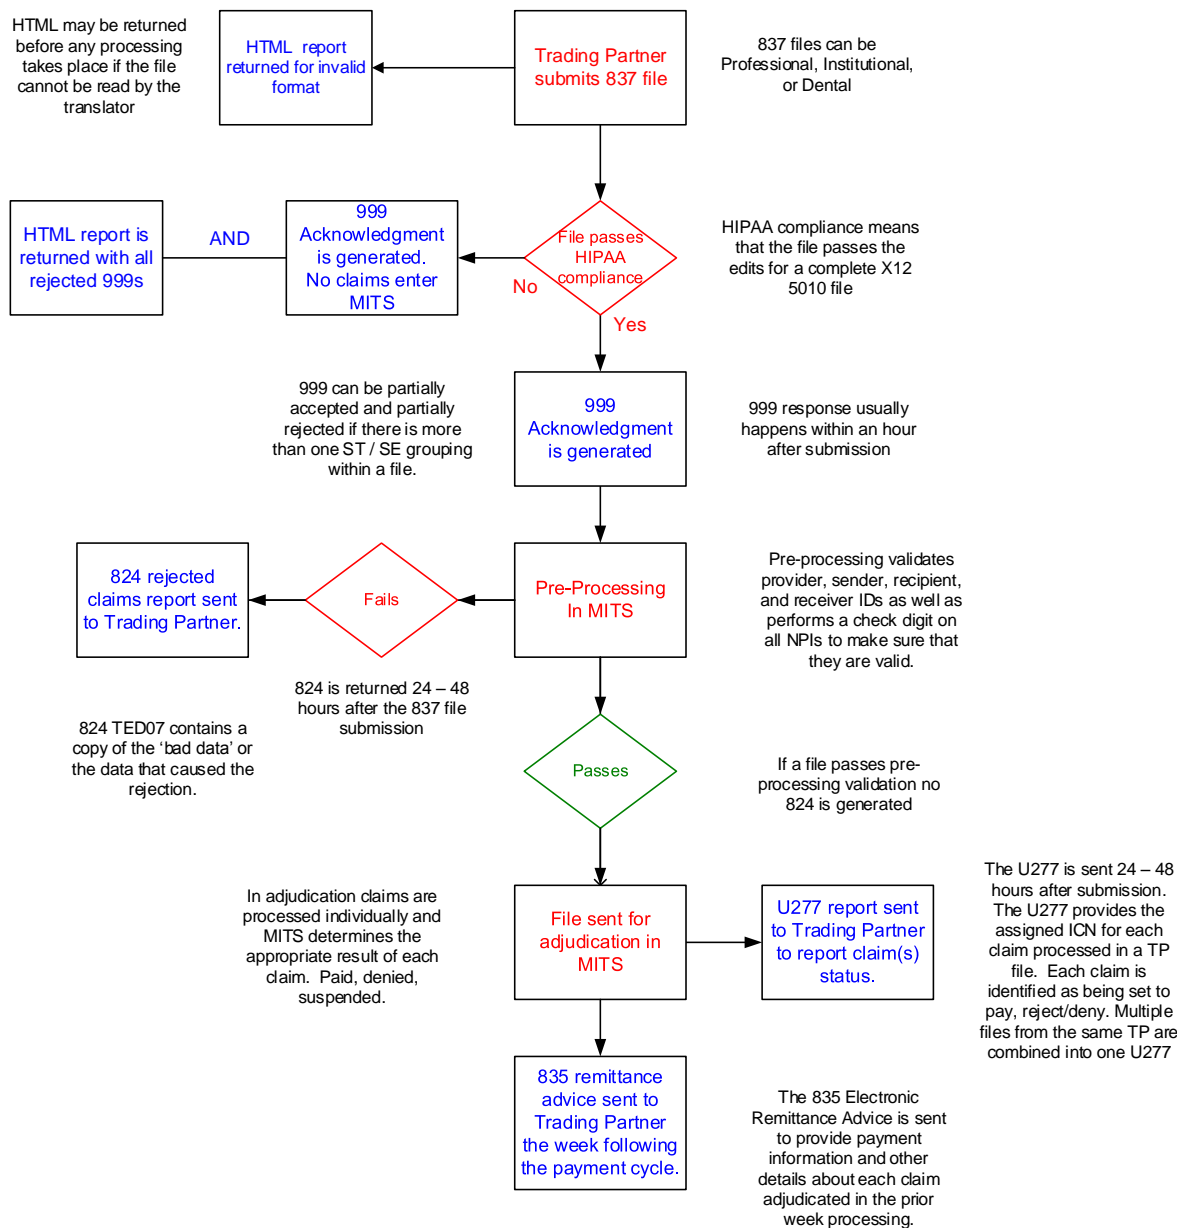 HTML may be returned
before any processing
takes place if the file
cannot be read by the
translator
HTML report
returned for invalid
format
Trading Partner
submits 837 file
837 files can be
Professional, Institutional,
or Dental
HTML report is
returned with all
rejected 999s
AND
999
Acknowledgment
is generated.
No claims enter
MITS
File passes
HIPAA
compliance
No
Yes
HIPAA compliance means
that the file passes the
edits for a complete X12
5010 file
999 can be partially
accepted and partially
rejected if there is more
than one ST / SE grouping
within a file.
999
Acknowledgment
is generated
999 response usually
happens within an hour
after submission
824 rejected
claims report sent
to Trading Partner.
Fails
Pre-Processing
In MITS
Pre-processing validates
provider, sender, recipient,
and receiver IDs as well as
performs a check digit on
all NPIs to make sure that
they are valid.
824 is returned 24 – 48
hours after the 837 file
submission
824 TED07 contains a
copy of the ‘bad data’ or
the data that caused the
rejection.
Passes
If a file passes pre-
processing validation no
824 is generated
In adjudication claims are
processed individually and
MITS determines the
appropriate result of each
claim. Paid, denied,
suspended.
File sent for
adjudication in
MITS
U277 report sent
to Trading Partner
to report claim(s)
status.
The U277 is sent 24 – 48
hours after submission.
The U277 provides the
assigned ICN for each
claim processed in a TP
file. Each claim is
identified as being set to
pay, reject/deny. Multiple
files from the same TP are
combined into one U277
835 remittance
advice sent to
Trading Partner
the week following
the payment cycle.
The 835 Electronic
Remittance Advice is sent
to provide payment
information and other
details about each claim
adjudicated in the prior
week processing.